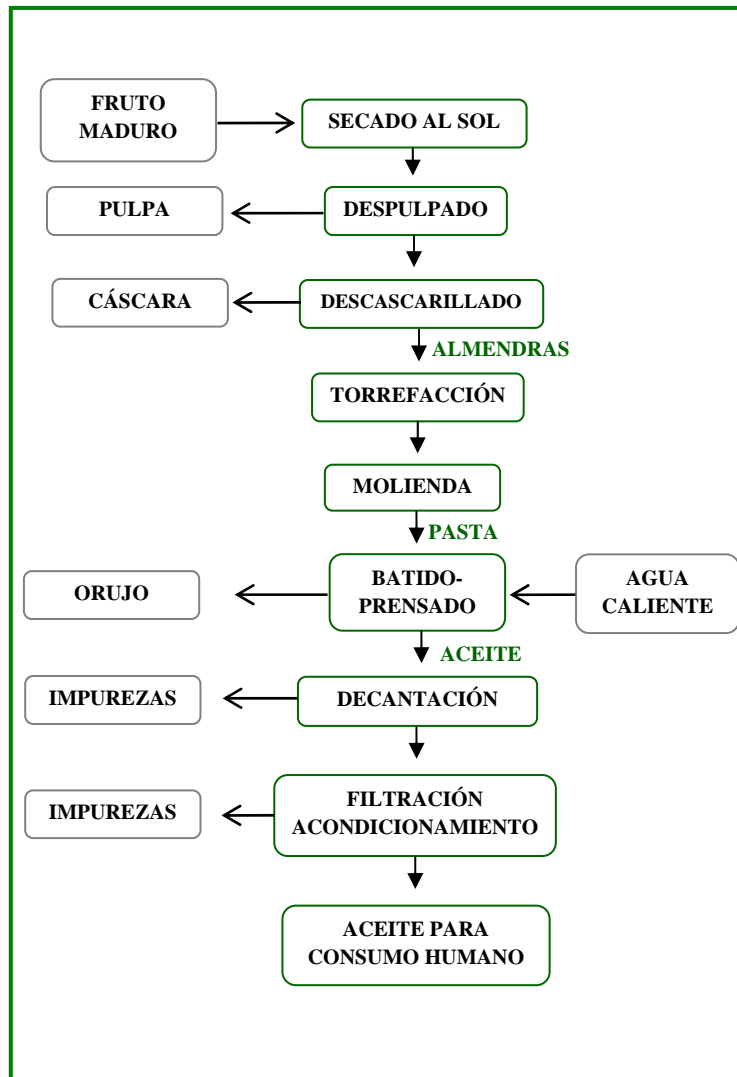 FRUTO
MADURO
SECADO AL SOL
PULPA
DESPULPADO
CÁSCARA
DESCASCARILLADO
ALMENDRAS
TORREFACCIÓN
MOLIENDA
PASTA
ORUJO
BATIDO-
PRENSADO
AGUA
CALIENTE
ACEITE
IMPUREZAS
DECANTACIÓN
IMPUREZAS
FILTRACIÓN
ACONDICIONAMIENTO
ACEITE PARA
CONSUMO HUMANO